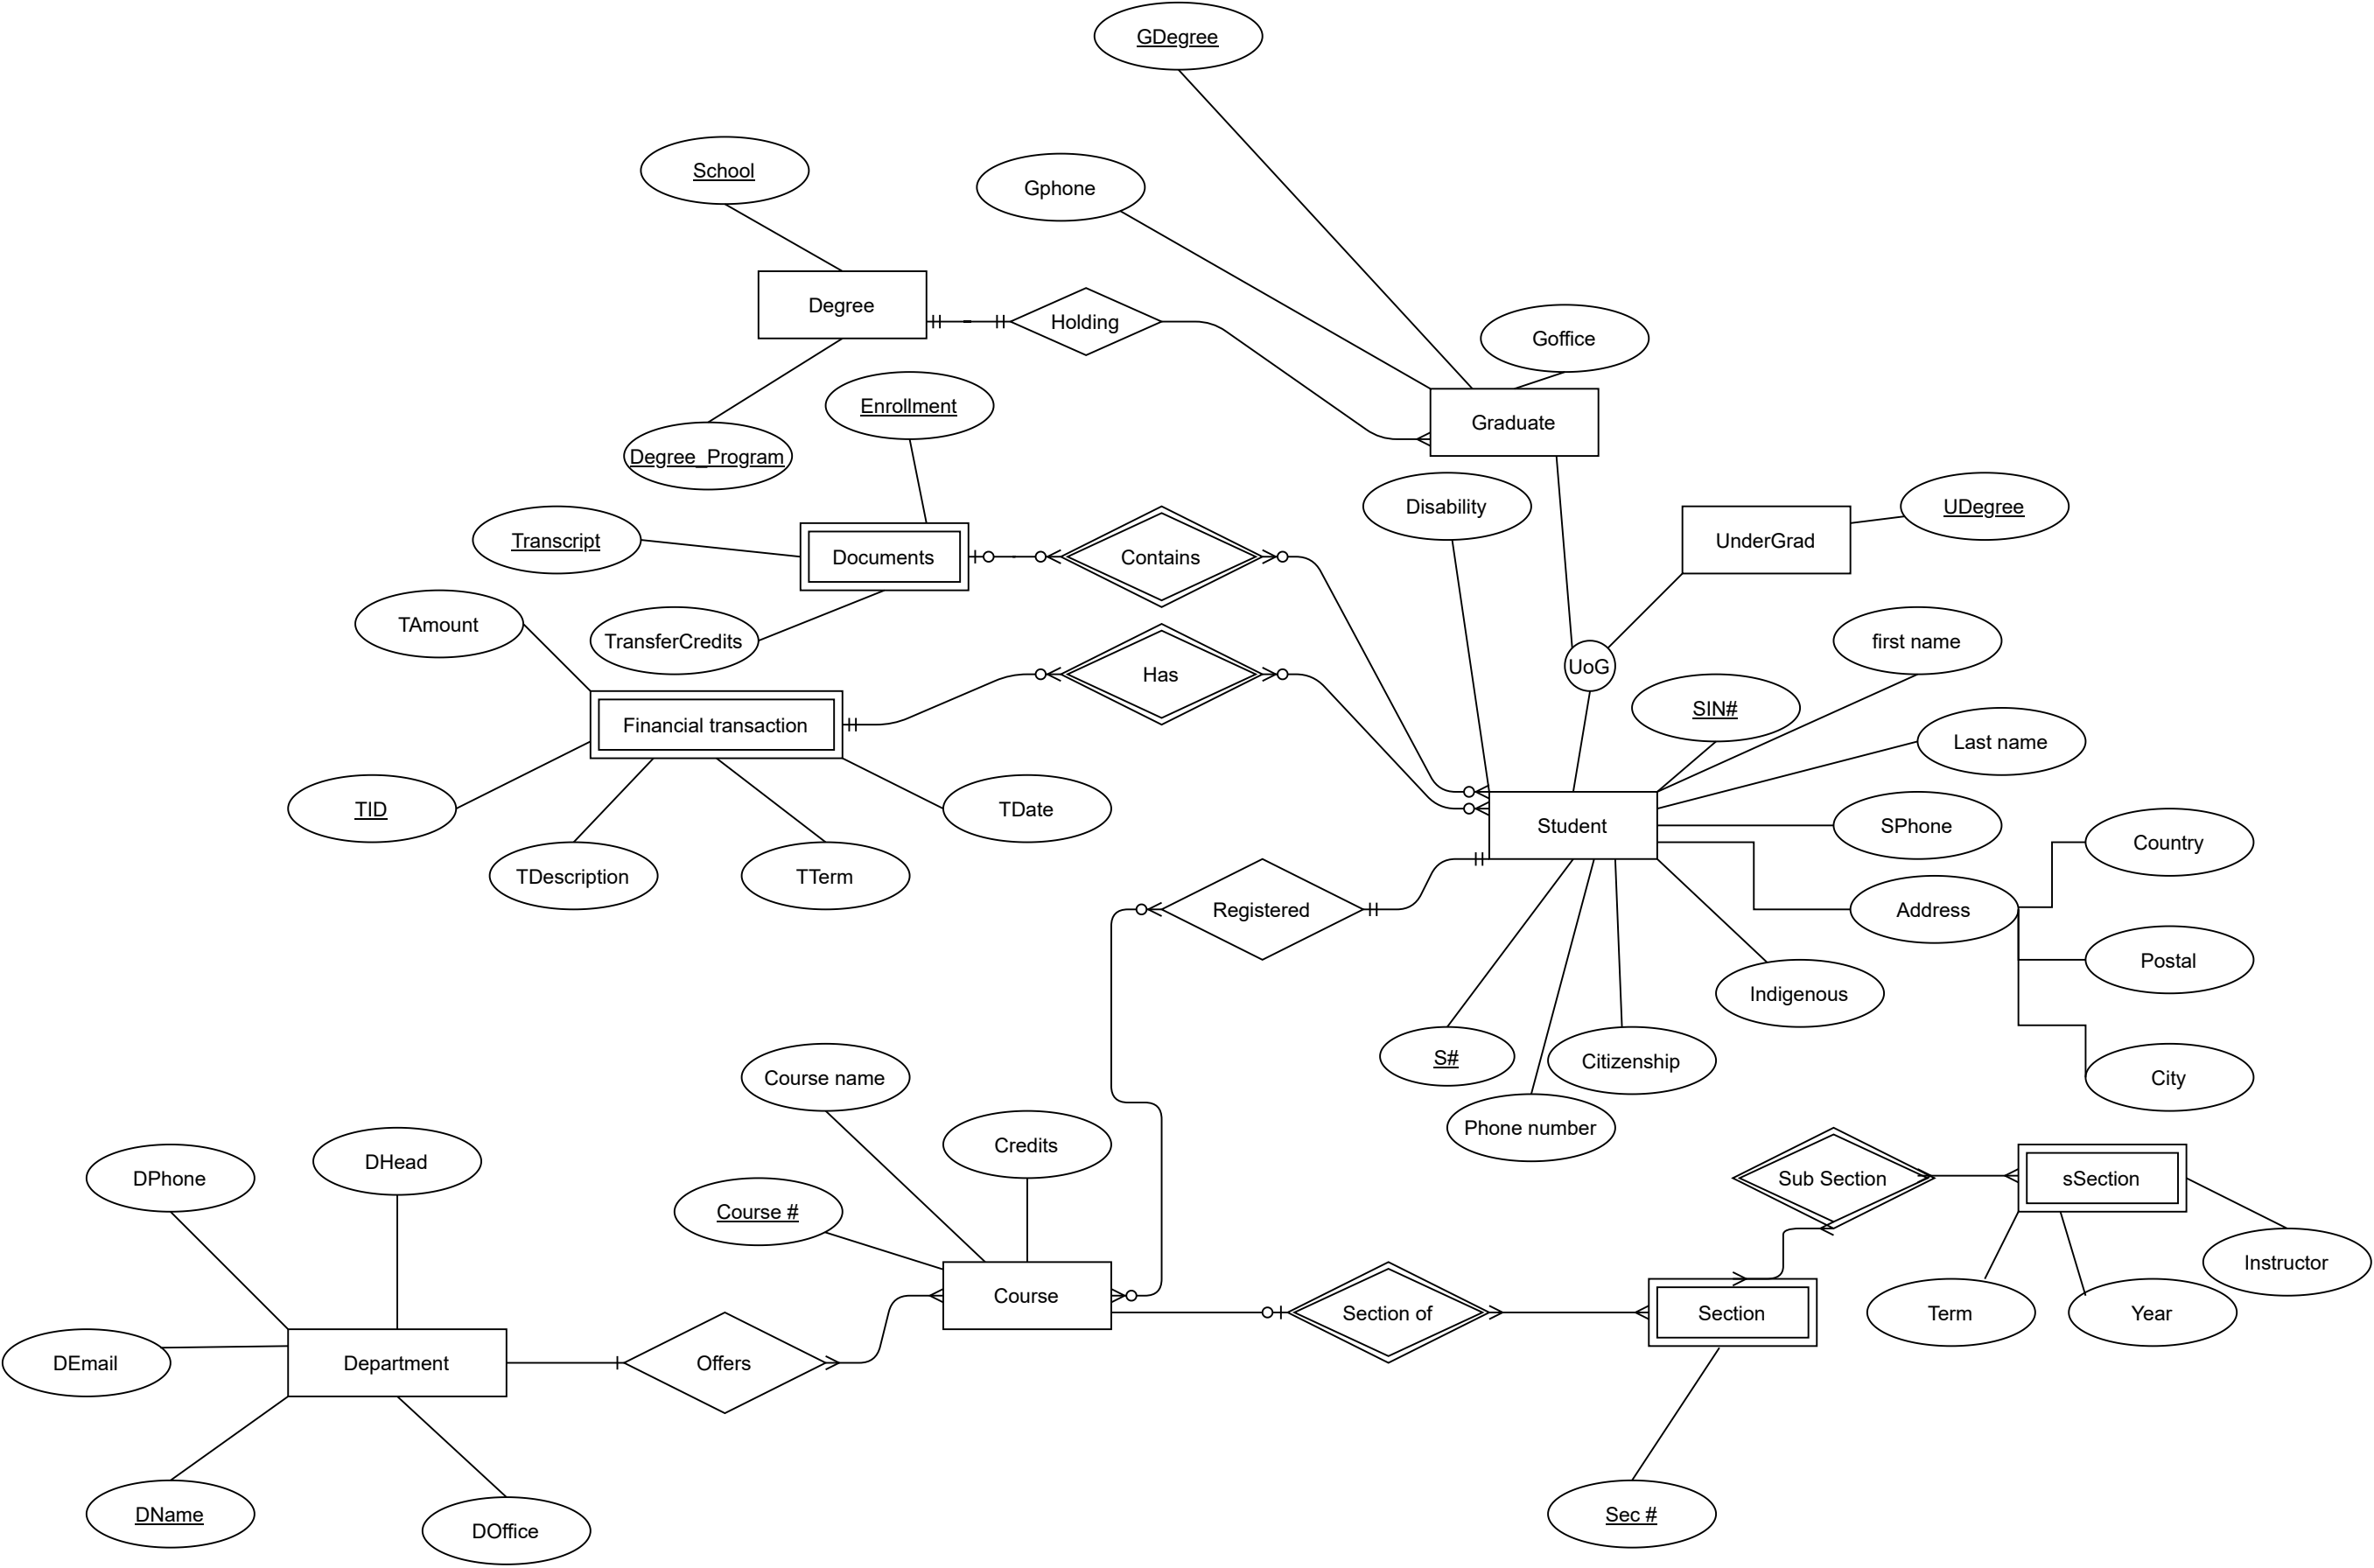 GDegree
School
Gphone
Degree
Holding
Goffice
Enrollment
Graduate
Degree_Program
Disability
UDegree
Transcript
Documents
Contains
UnderGrad
TAmount
TransferCredits
first name
UoG
Has
SIN#
Financial transaction
Last name
TID
TDate
Student
SPhone
Country
TDescription
TTerm
Registered
Address
Postal
Indigenous
S#
Citizenship
Course name
City
Phone number
Credits
DHead
DPhone
Sub Section
sSection
Course #
Instructor
Course
Section of
Section
Term
Year
DEmail
Department
Offers
DName
DOffice
Sec #